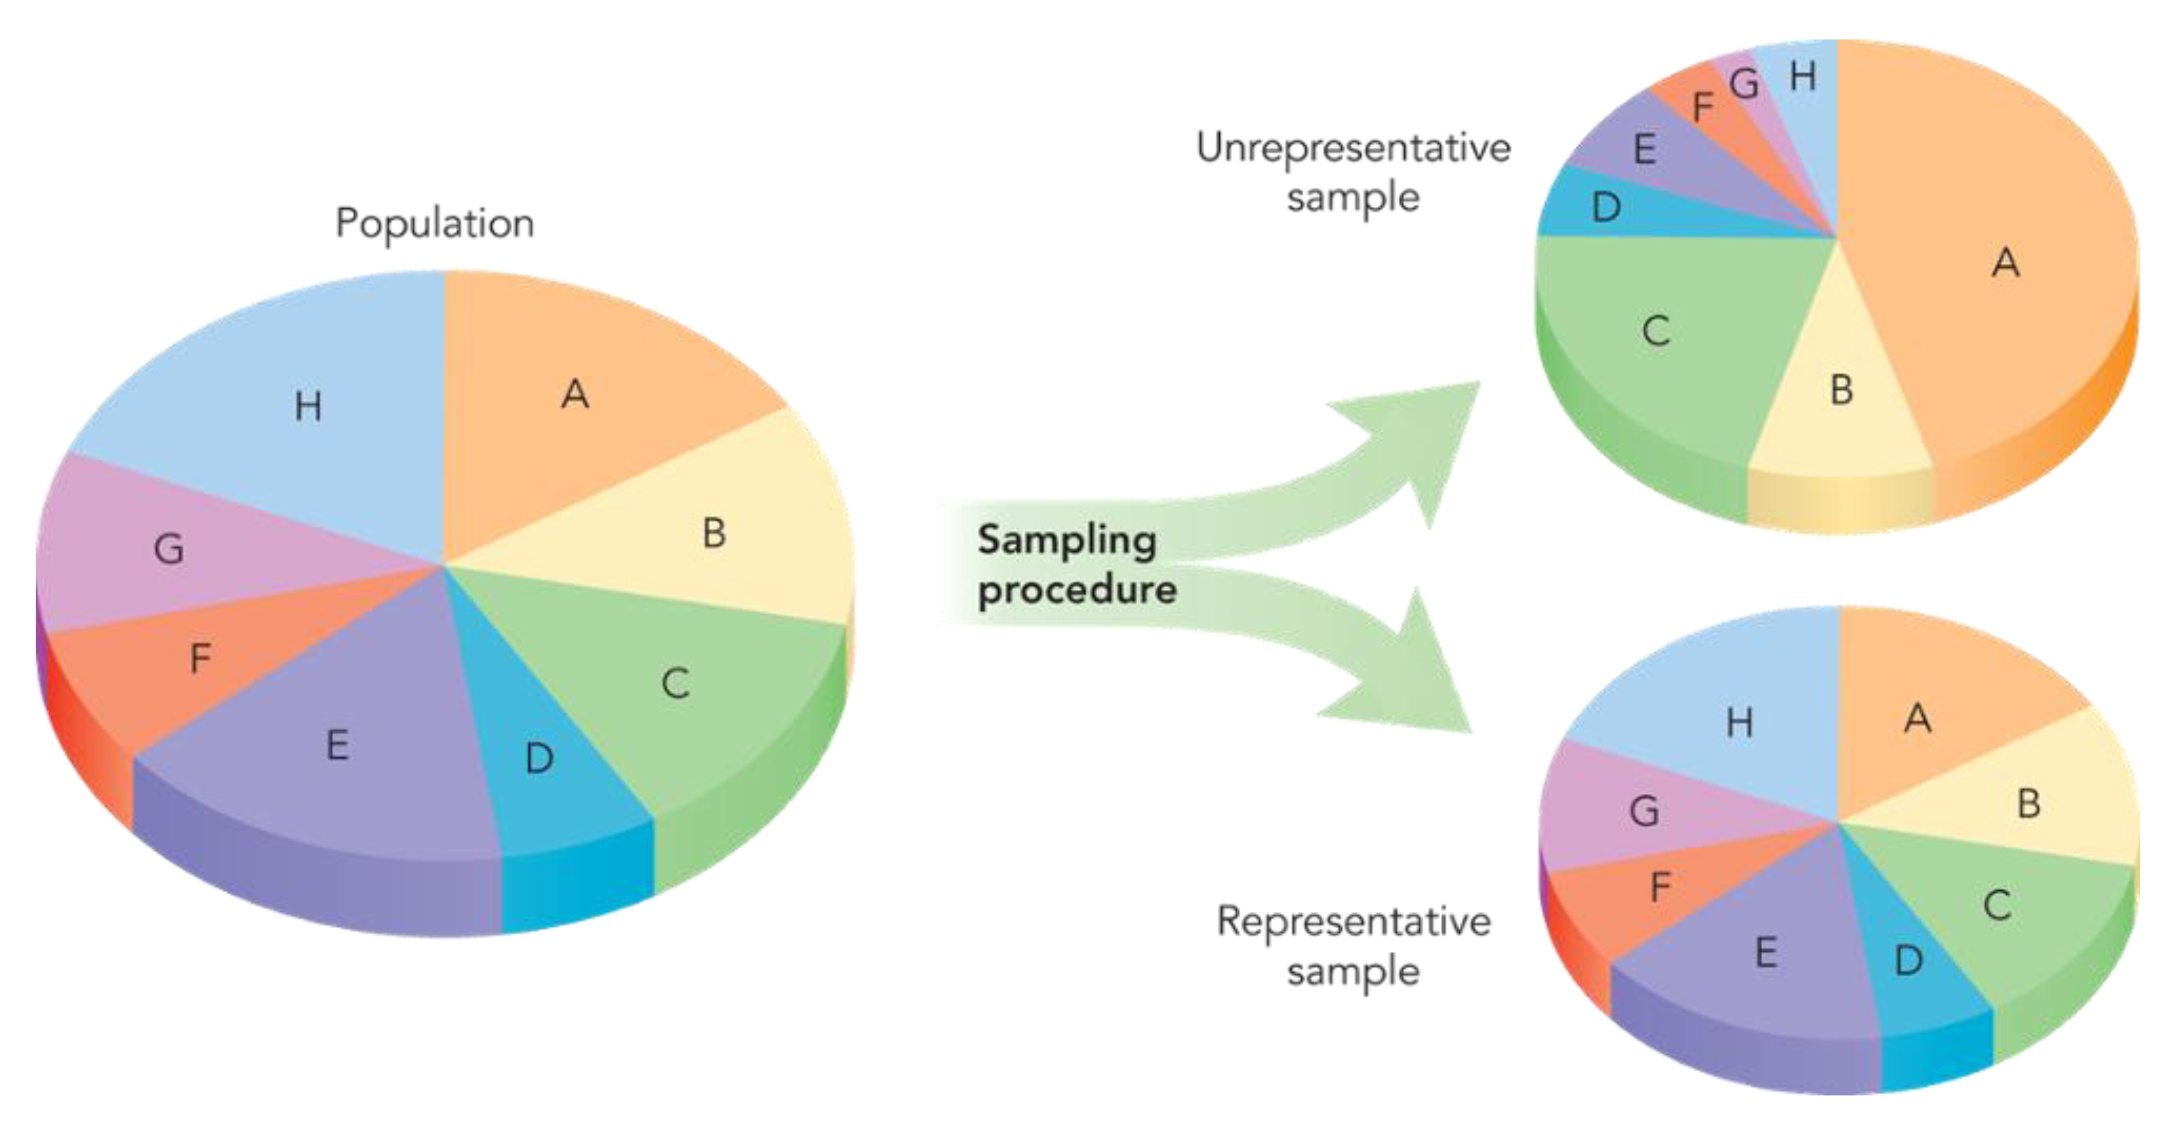 Population
H
A
G
B
F
C
E
D
Sampling
procedure
Unrepresentative
sample
H
G
F
E
D
A
C
B
Representative
sample
H
A
G
B
F
C
E
D